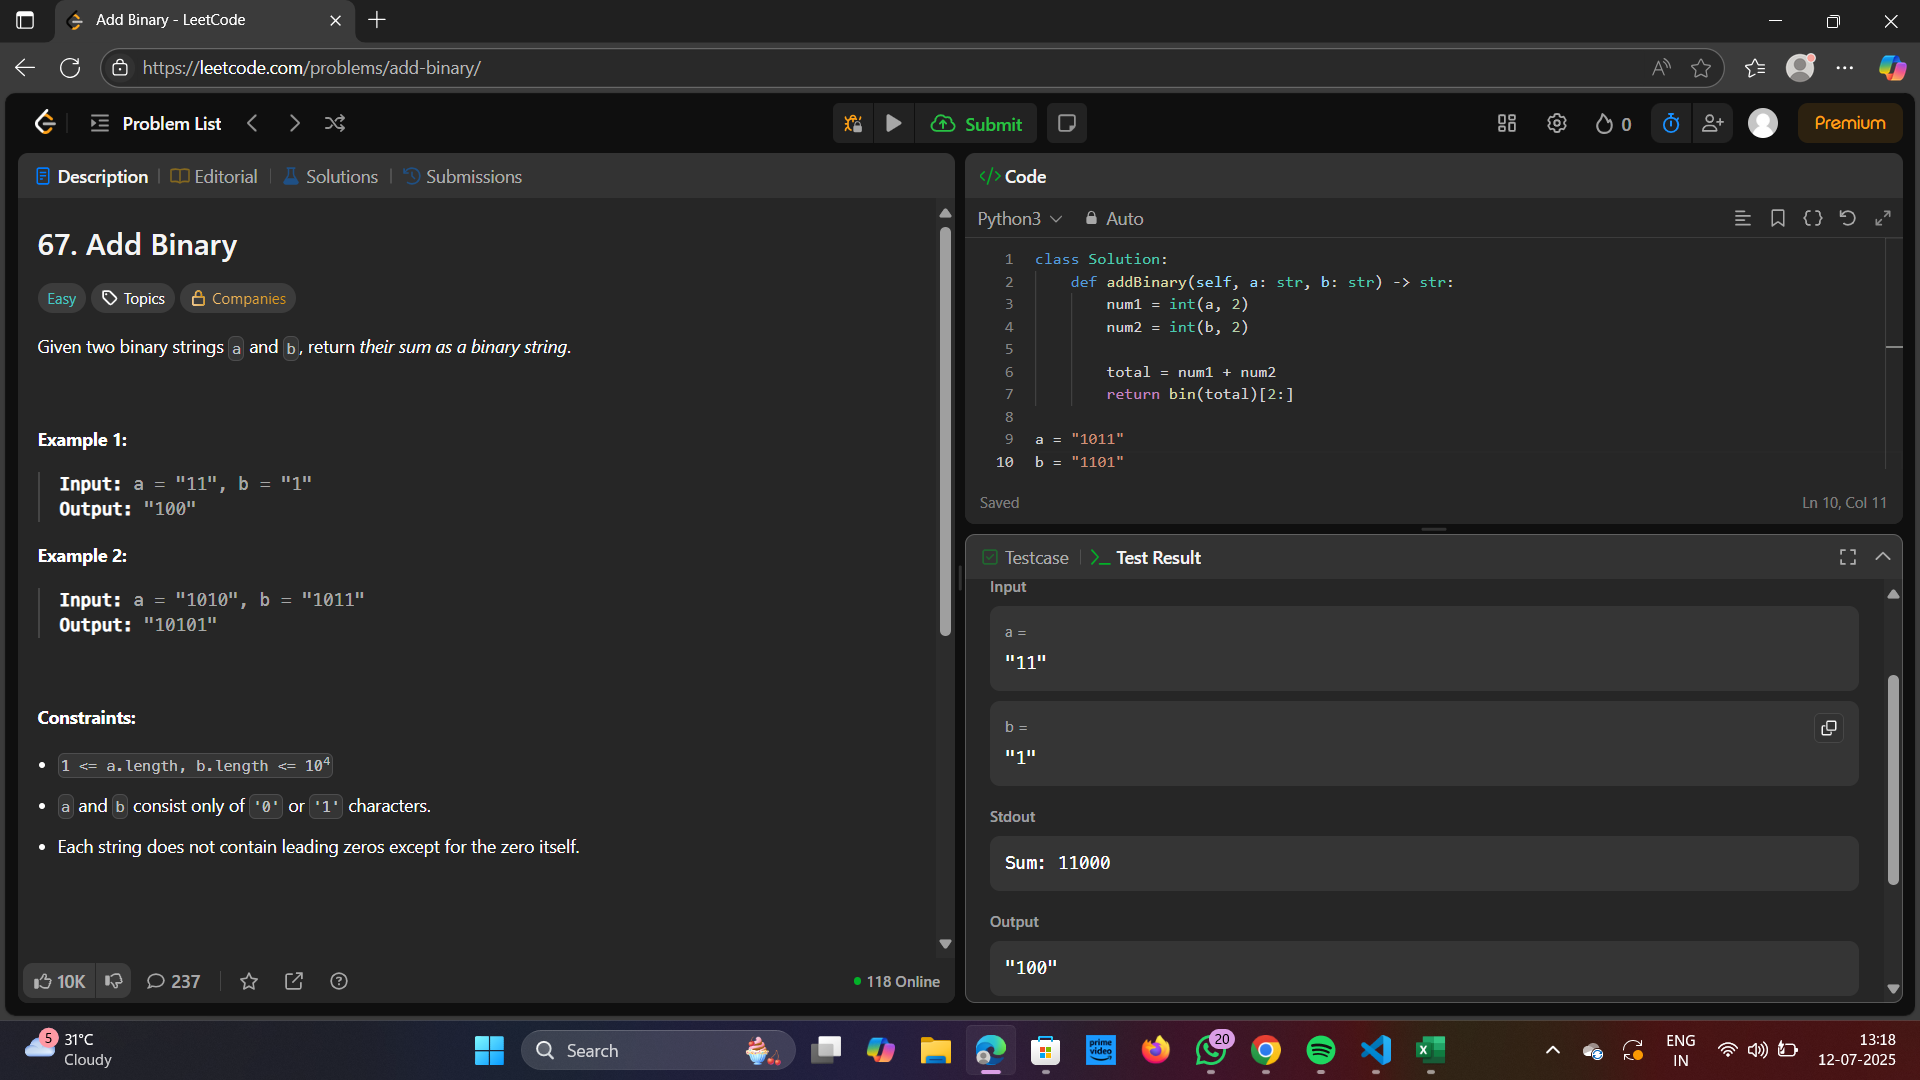 Add Binary - LeetCode
https://leetcode.com/problems/add-binary/
Problem List
Submit
0
Premium
Description
Editorial
Solutions
Submissions
67. Add Binary
Easy
Topics
Companies
Given two binary strings a and b, return their sum as a binary string.
Example 1:
Input: a = "11", b = "1"
Output: "100"
Example 2:
Input: a = "1010", b = "1011"
Output: "10101"
Constraints:
• 1 <= a.length, b.length <= 10⁴
• a and b consist only of '0' or '1' characters.
• Each string does not contain leading zeros except for the zero itself.
10K
237
118 Online
</> Code
Python3
Auto
1 class Solution:
2 def addBinary(self, a: str, b: str) -> str:
3 num1 = int(a, 2)
4 num2 = int(b, 2)
5
6 total = num1 + num2
7 return bin(total)[2:]
8
9 a = "1011"
10 b = "1101"
Saved
Ln 10, Col 11
Testcase
Test Result
Input
a =
"11"
b =
"1"
Stdout
Sum: 11000
Output
"100"
5
31°C
Cloudy
Search
prime video
20
ENG
IN
13:18
12-07-2025